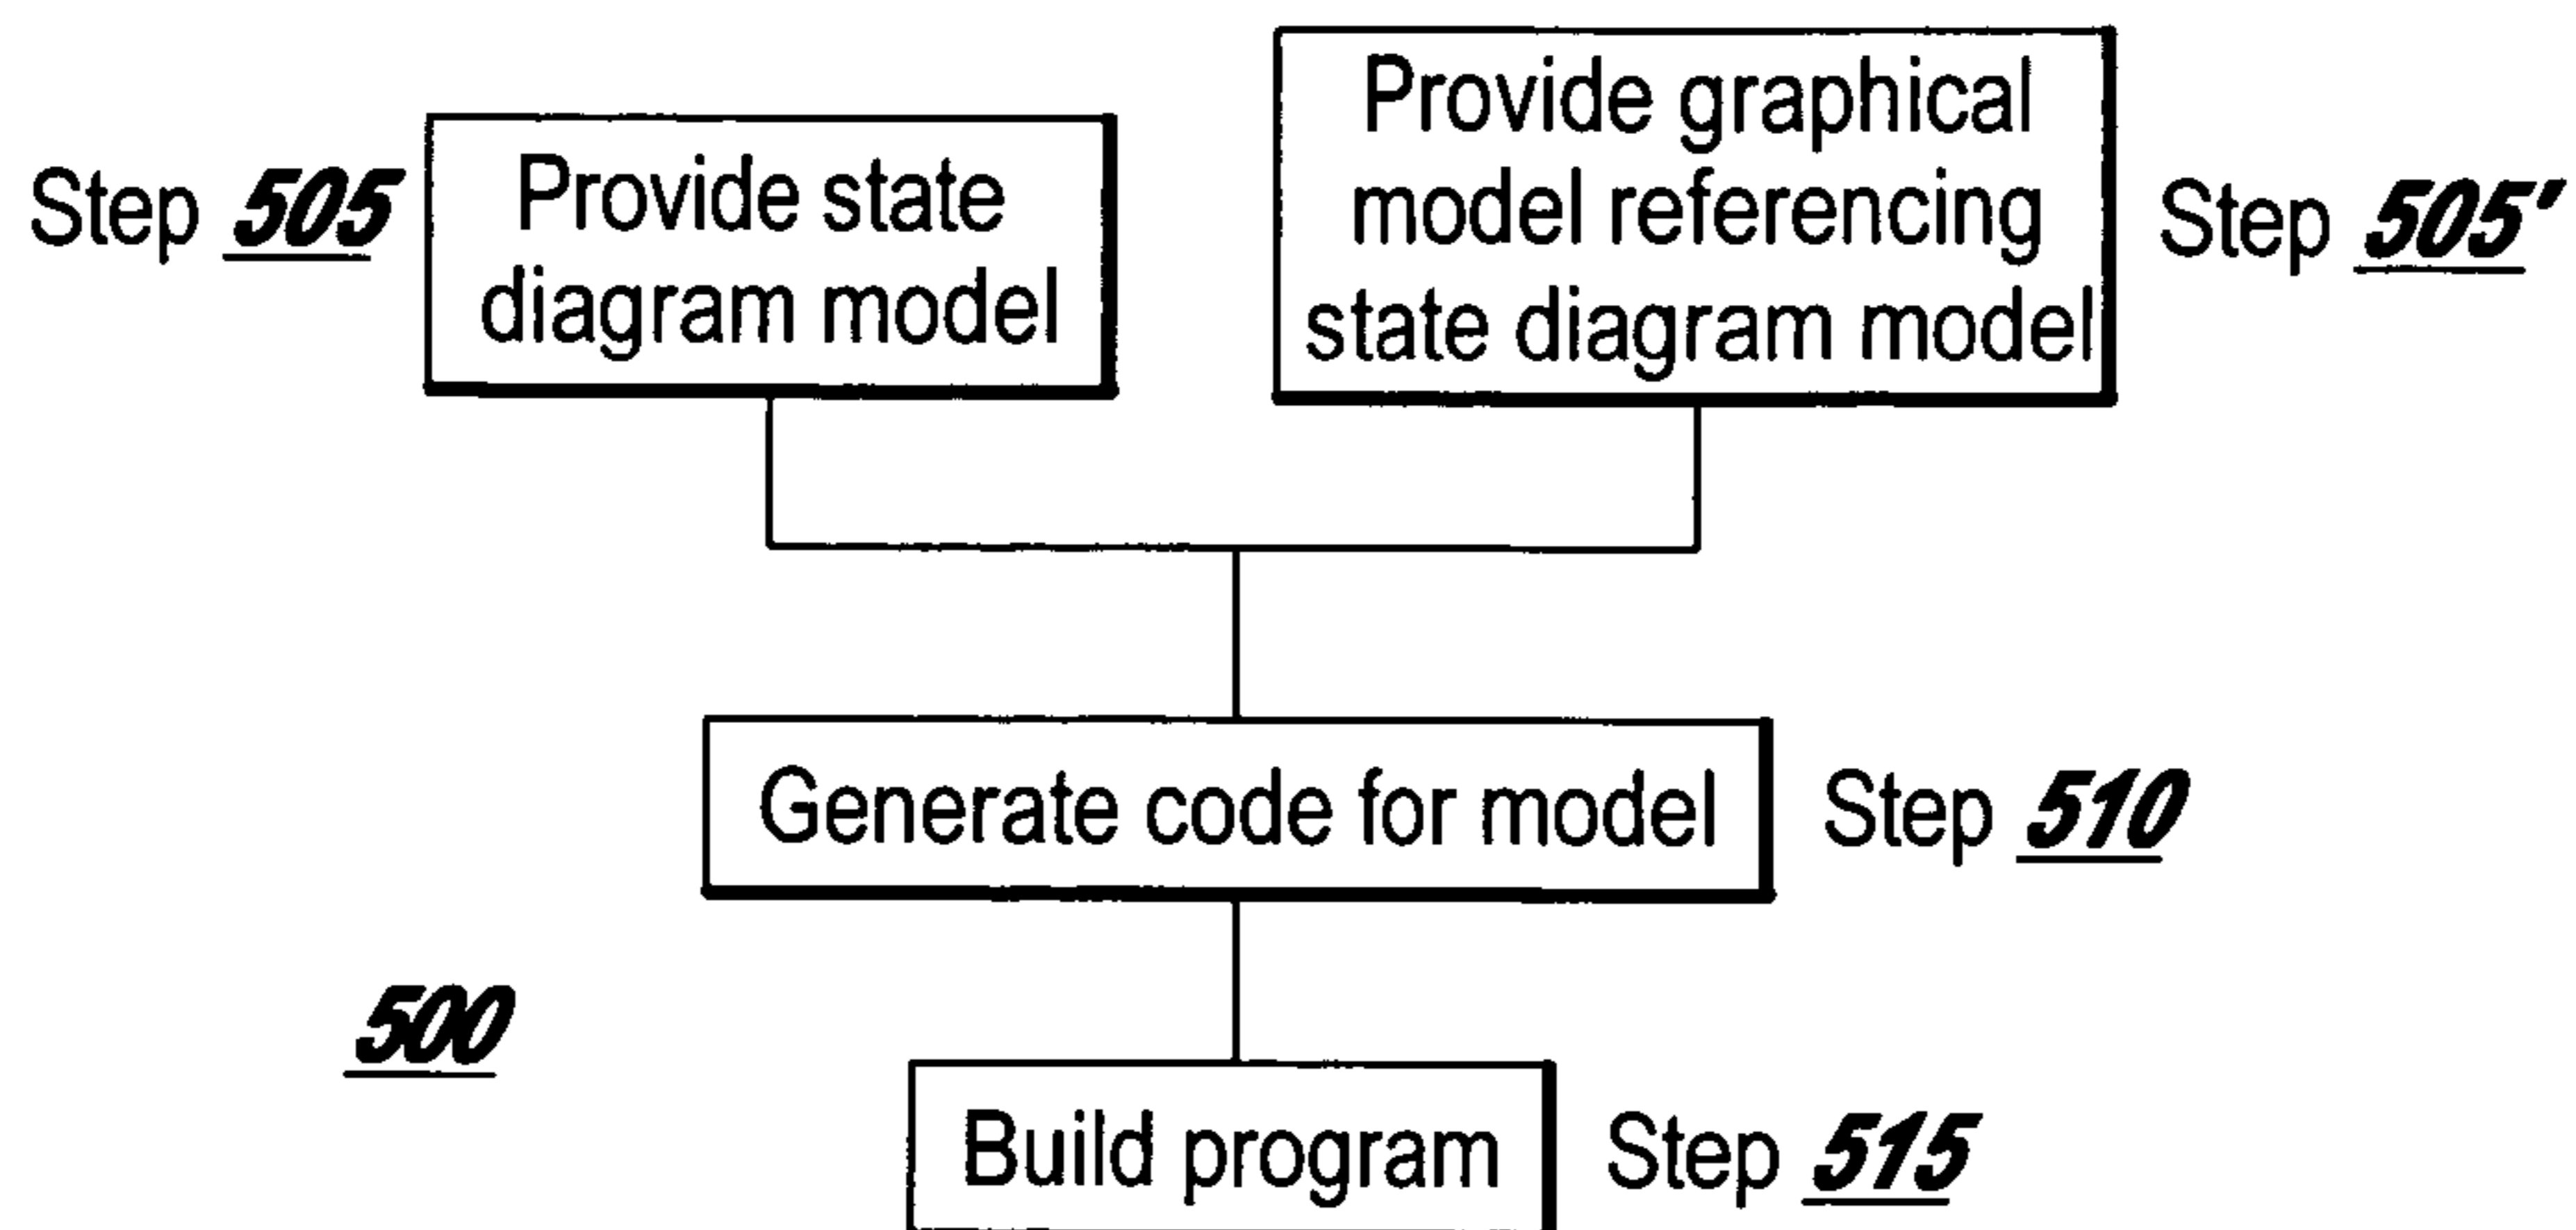 Step 505
Provide state
diagram model
Provide graphical
model referencing
state diagram model
Step 505'
Generate code for model
Step 510
500
Build program
Step 515